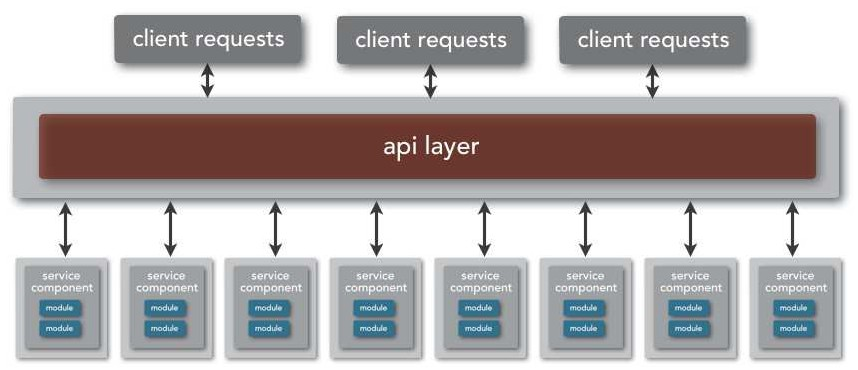 client requests
client requests
client requests
api layer
service
component
module
module
service
component
module
module
service
component
module
module
service
component
module
module
service
component
module
module
service
component
module
module
service
component
module
module
service
component
module
module